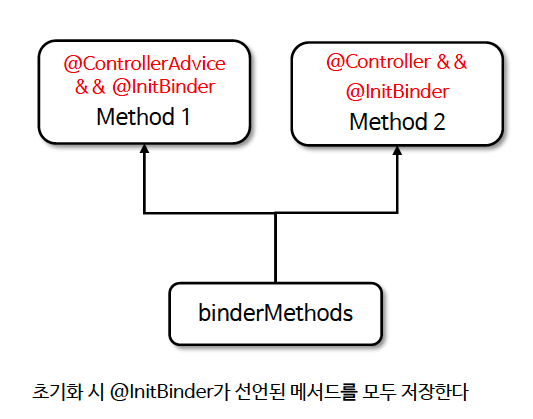 @ControllerAdvice
&& @InitBinder
Method 1
@Controller &&
@InitBinder
Method 2
binderMethods
초기화 시 @InitBinder가 선언된 메서드를 모두 저장한다